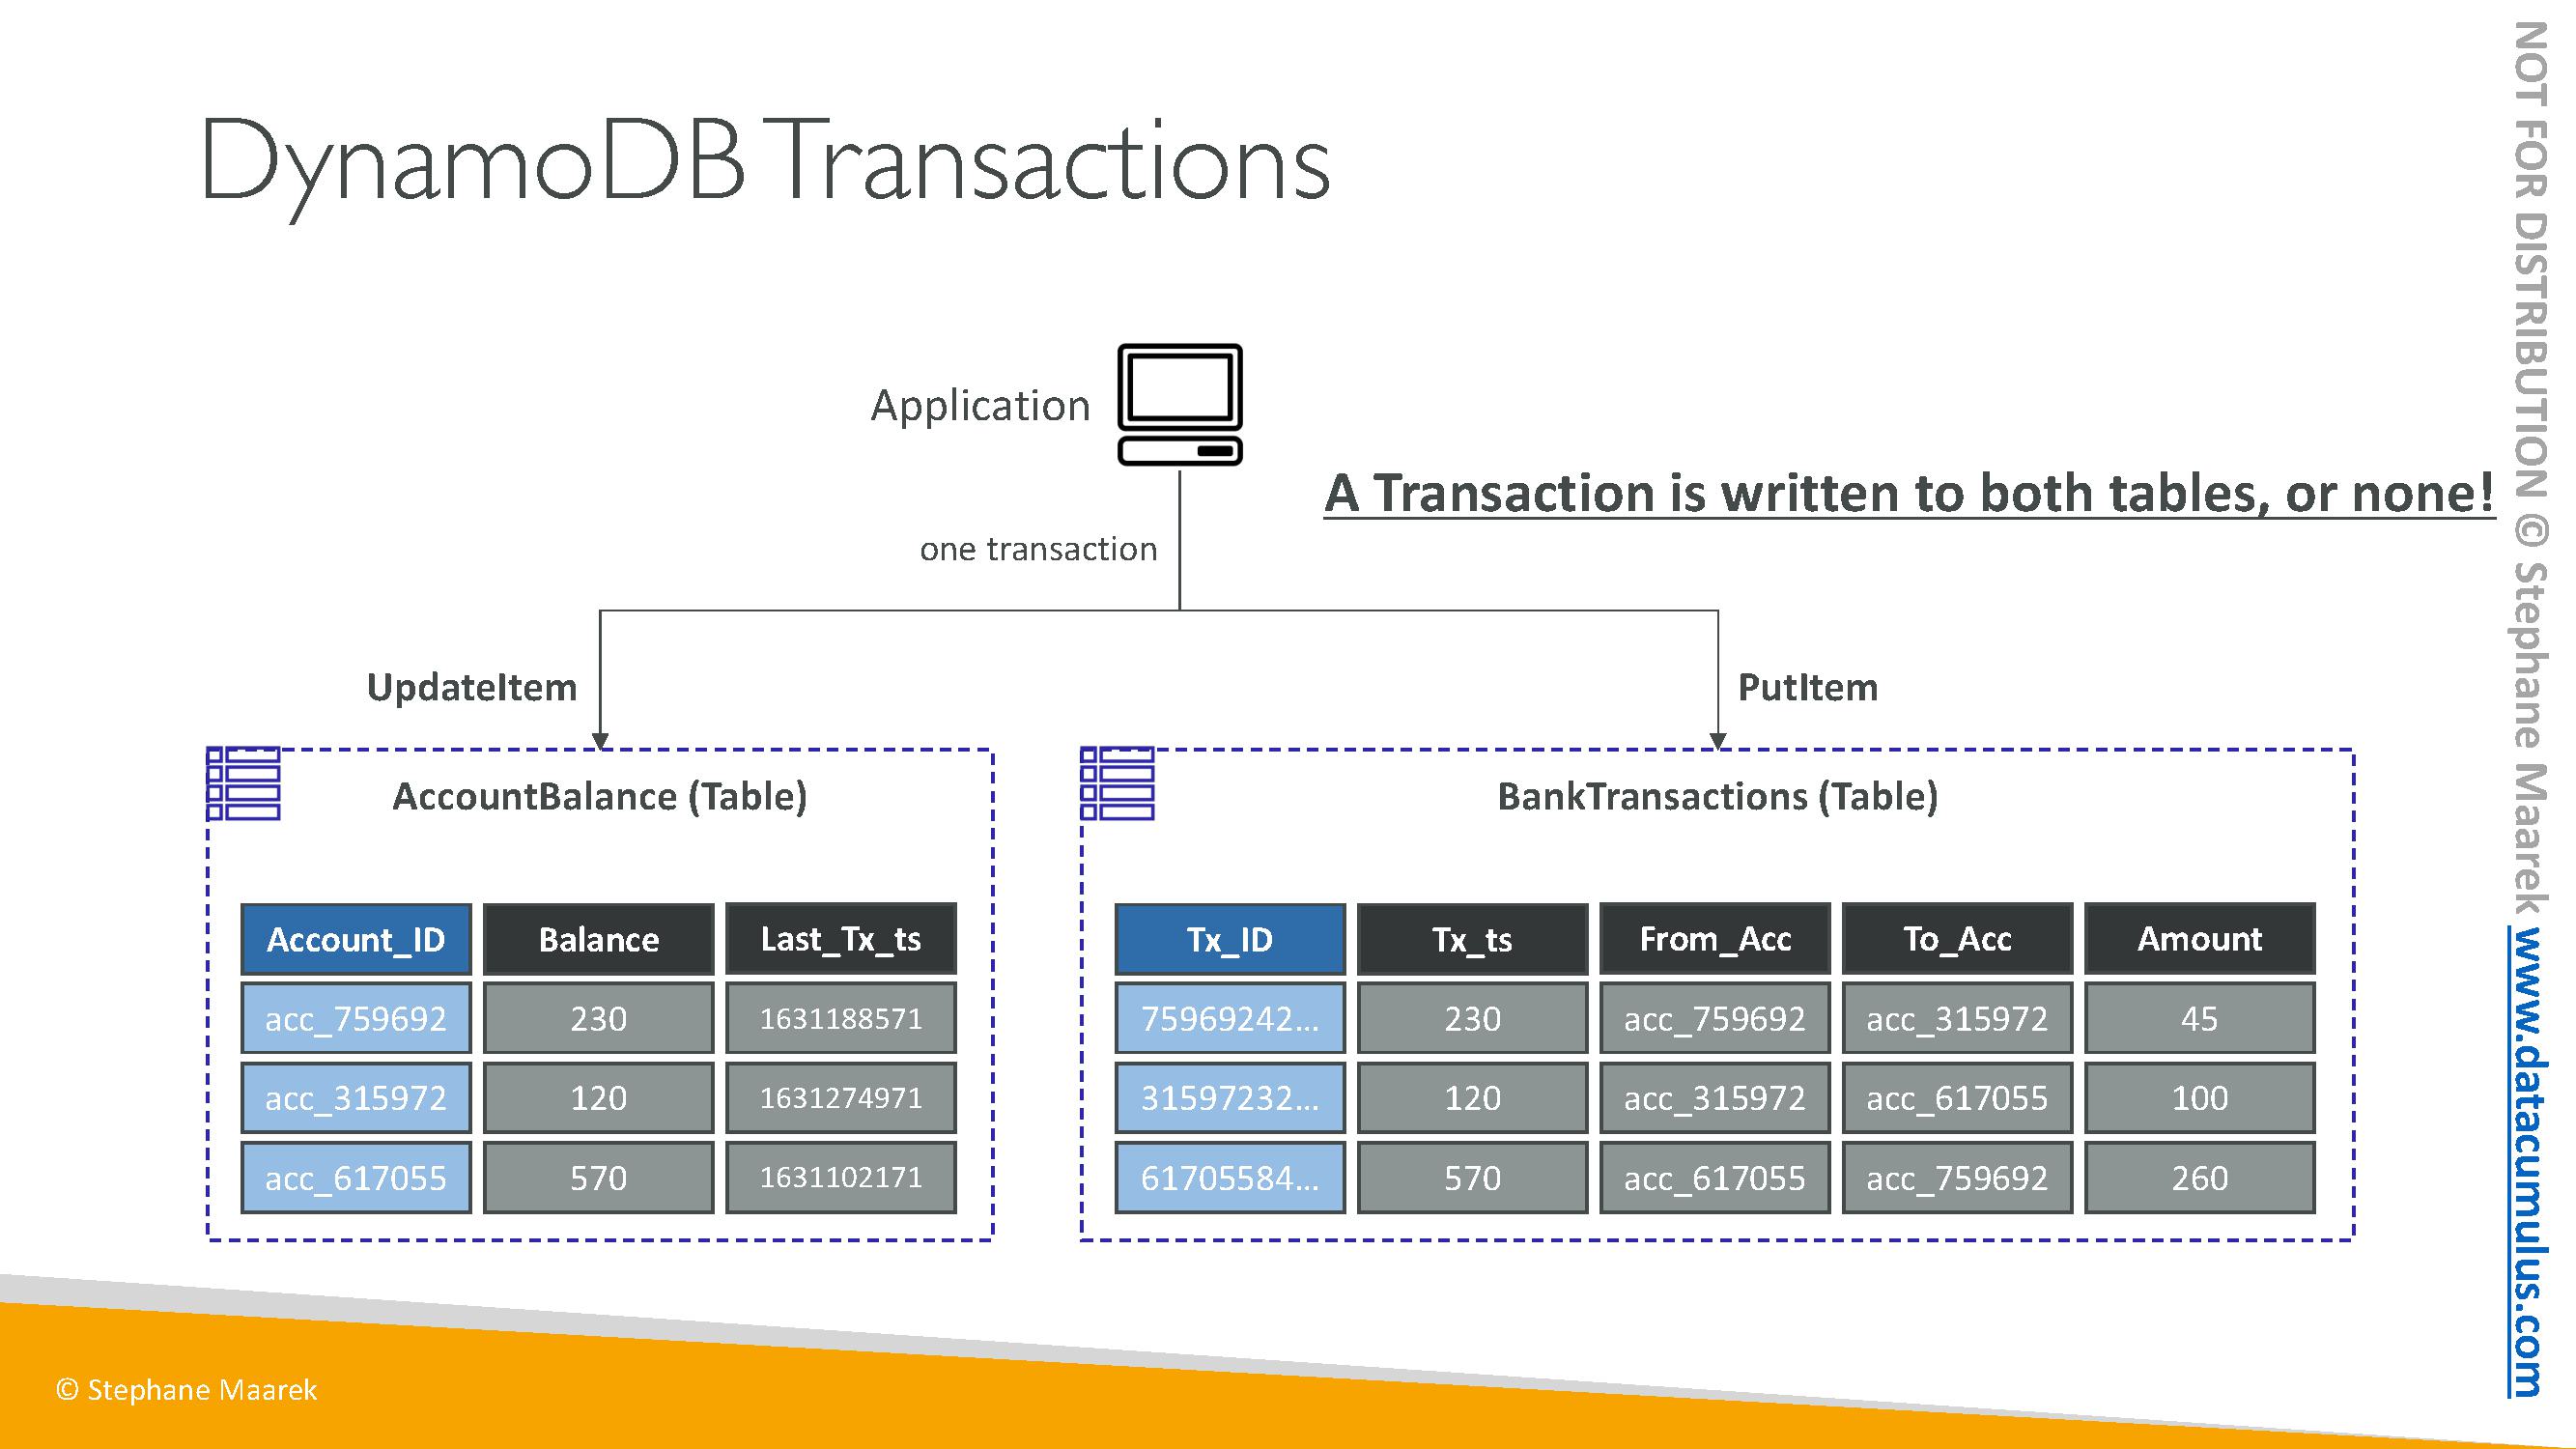 DynamoDB Transactions
Application
A Transaction is written to both tables, or none!
one transaction
UpdateItem
PutItem
AccountBalance (Table)
Account_ID Balance Last_Tx_ts
acc_759692 230 1631188571
acc_315972 120 1631274971
acc_617055 570 1631102171
BankTransactions (Table)
Tx_ID Tx_ts From_Acc To_Acc Amount
75969242... 230 acc_759692 acc_315972 45
31597232... 120 acc_315972 acc_617055 100
61705584... 570 acc_617055 acc_759692 260
© Stephane Maarek
NOT FOR DISTRIBUTION © Stephane Maarek www.datacumulus.com